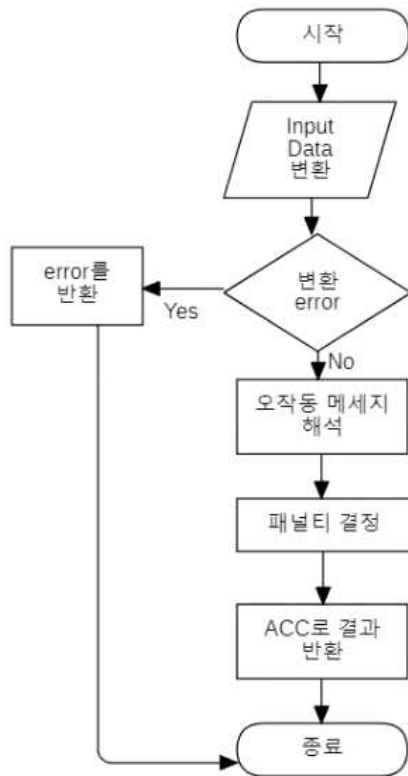 시작
Input
Data
변환
변환
error
Yes
error를
반환
No
오작동 메세지
해석
패널티 결정
ACC로 결과
반환
종료